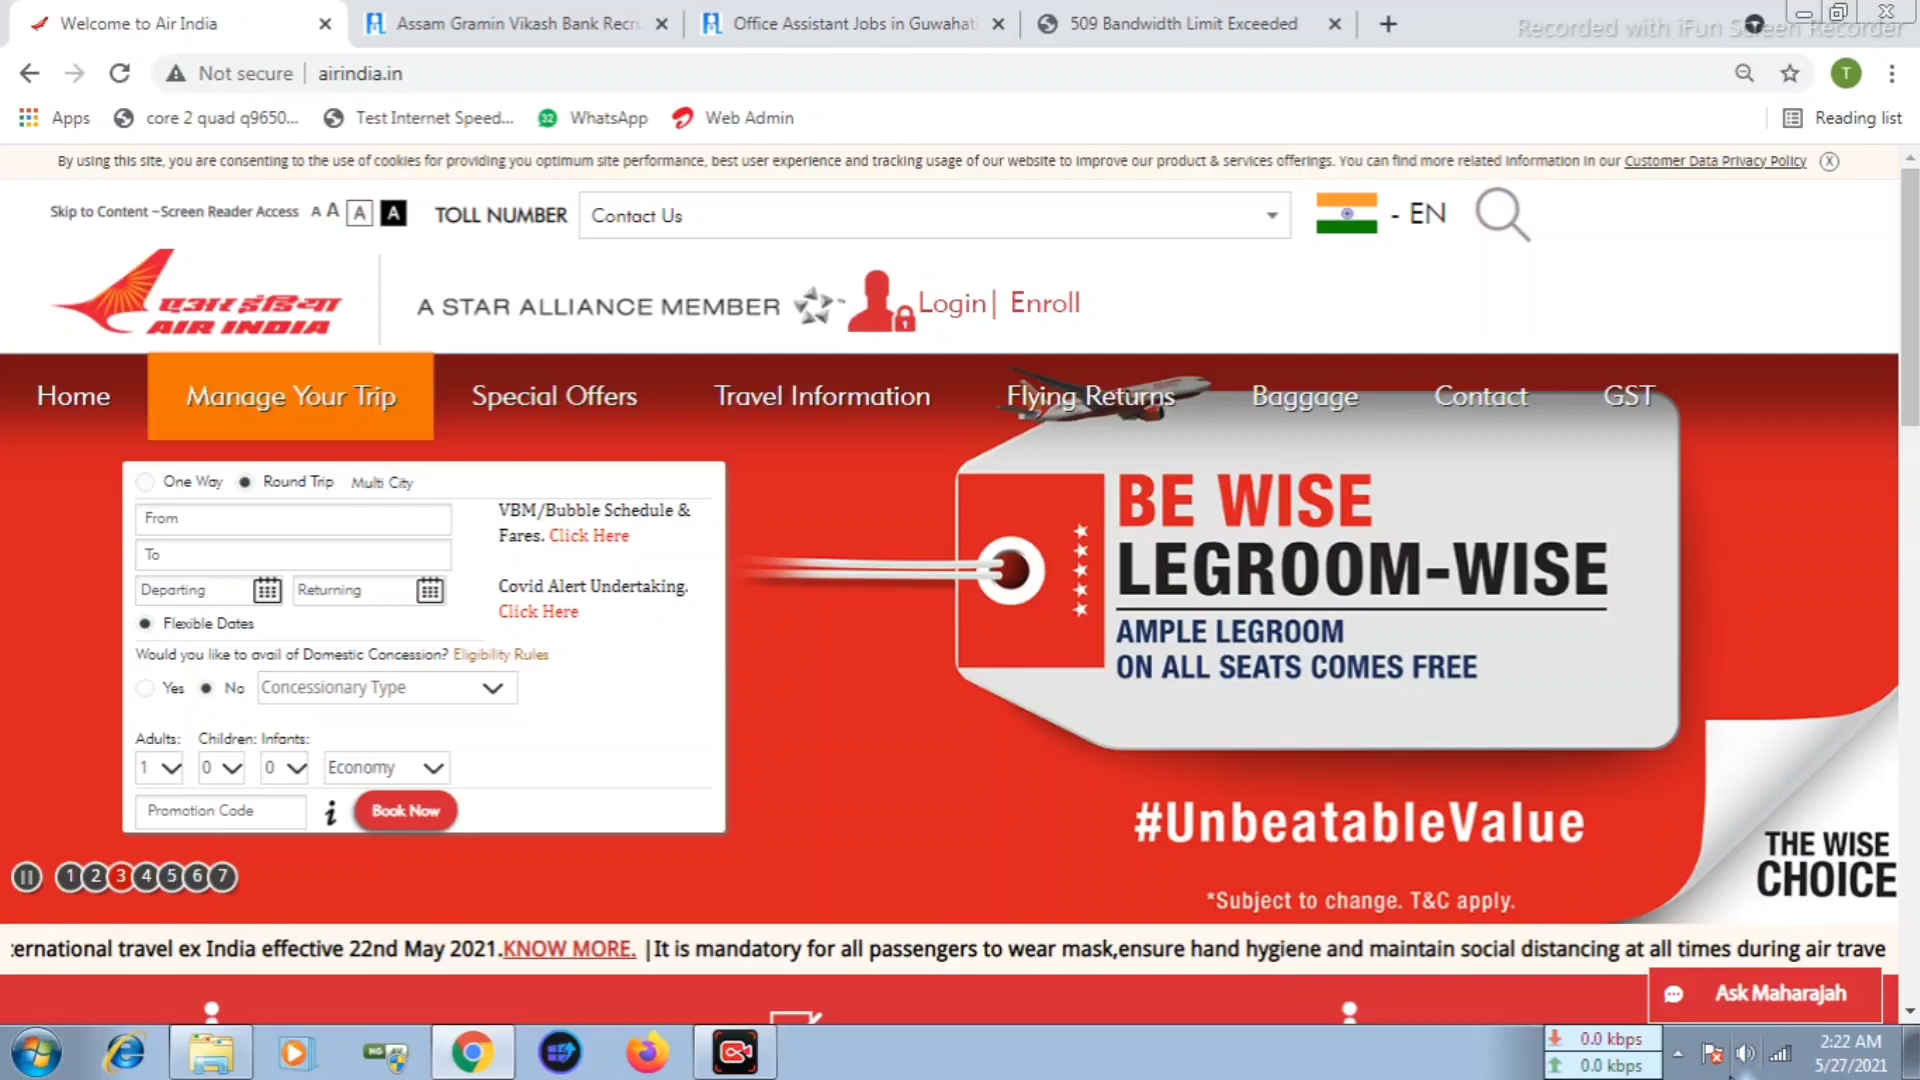 Welcome to Air India
Assam Gramin Vikash Bank Recru
Office Assistant Jobs in Guwahati
509 Bandwidth Limit Exceeded
Recorded with iFun Screen Recorder
Not secure
airindia.in
T
Apps
core 2 quad q9650...
Test Internet Speed...
32
WhatsApp
Web Admin
Reading list
By using this site, you are consenting to the use of cookies for providing you optimum site performance, best user experience and tracking usage of our website to improve our product & services offerings. You can find more related information in our Customer Data Privacy Policy
Skip to Content ~Screen Reader Access A A A A
TOLL NUMBER
Contact Us
- EN
एअर इंडिया
AIR INDIA
A STAR ALLIANCE MEMBER
Login| Enroll
Home
Manage Your Trip
Special Offers
Travel Information
Flying Returns
Baggage
Contact
GST
One Way
Round Trip
Multi City
From
To
Departing
Returning
Flexible Dates
VBM/Bubble Schedule &
Fares. Click Here
Covid Alert Undertaking.
Click Here
Would you like to avail of Domestic Concession? Eligibility Rules
Yes
No
Concessionary Type
Adults: Children: Infants:
1
0
0
Economy
Promotion Code
i
Book Now
BE WISE
LEGROOM-WISE
AMPLE LEGROOM
ON ALL SEATS COMES FREE
#UnbeatableValue
*Subject to change. T&C apply.
THE WISE
CHOICE
1 2 3 4 5 6 7
ternational travel ex India effective 22nd May 2021.KNOW MORE. |It is mandatory for all passengers to wear mask,ensure hand hygiene and maintain social distancing at all times during air trave
Ask Maharajah
0.0 kbps
0.0 kbps
2:22 AM
5/27/2021